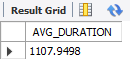 Result Grid
AVG_DURATION
1107.9498